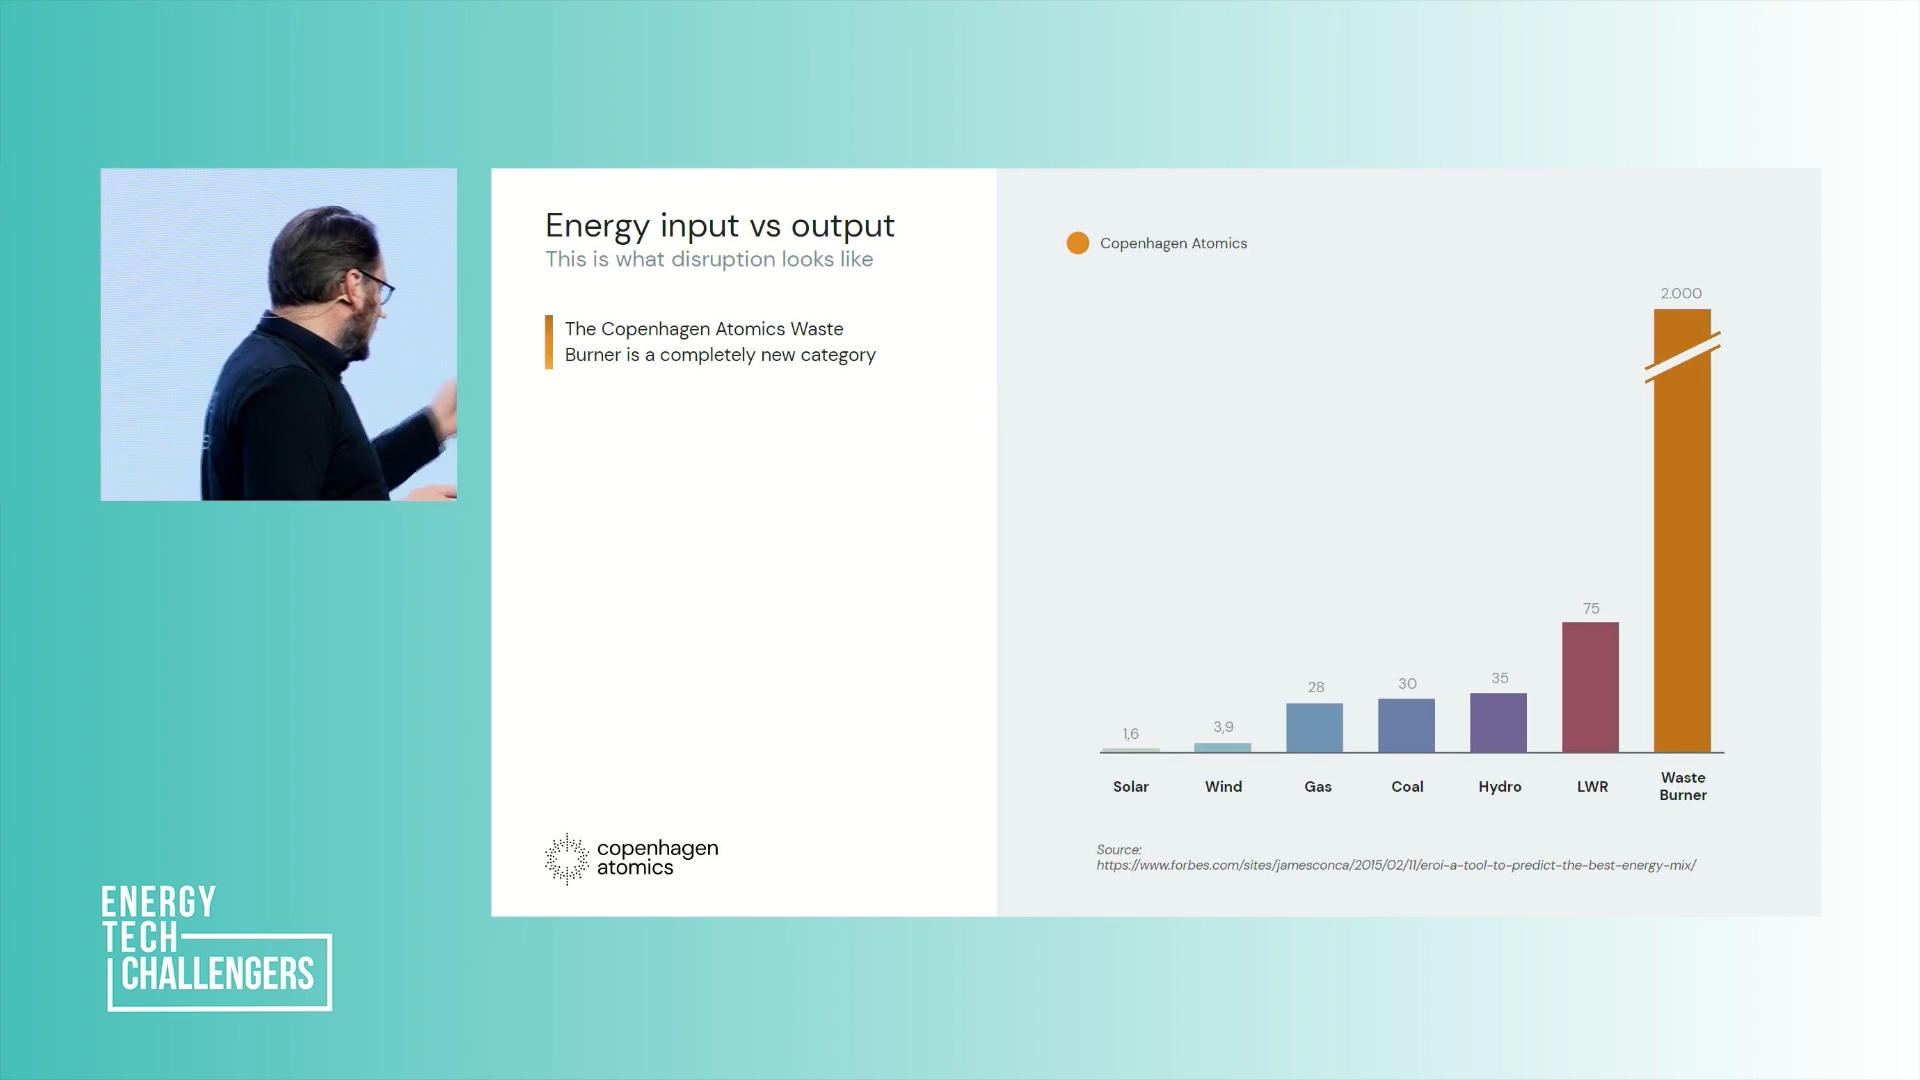 Energy input vs output
This is what disruption looks like
The Copenhagen Atomics Waste
Burner is a completely new category
copenhagen
atomics
Copenhagen Atomics
2.000
75
35
30
28
3,9
1,6
Solar
Wind
Gas
Coal
Hydro
LWR
Waste
Burner
Source:
https://www.forbes.com/sites/jamesconca/2015/02/11/eroi-a-tool-to-predict-the-best-energy-mix/
ENERGY
TECH
CHALLENGERS